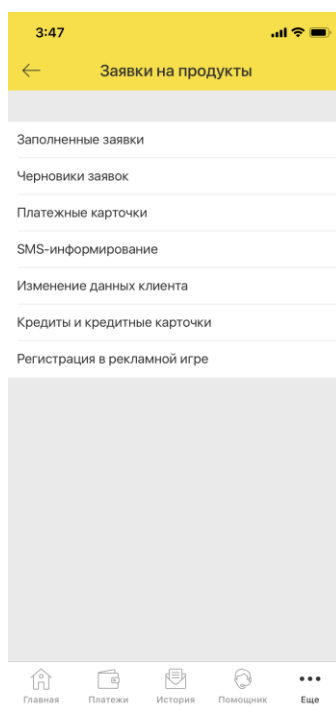 3:47
Заявки на продукты
Заполненные заявки
Черновики заявок
Платежные карточки
SMS-информирование
Изменение данных клиента
Кредиты и кредитные карточки
Регистрация в рекламной игре
Главная Платежи История Помощник Еще